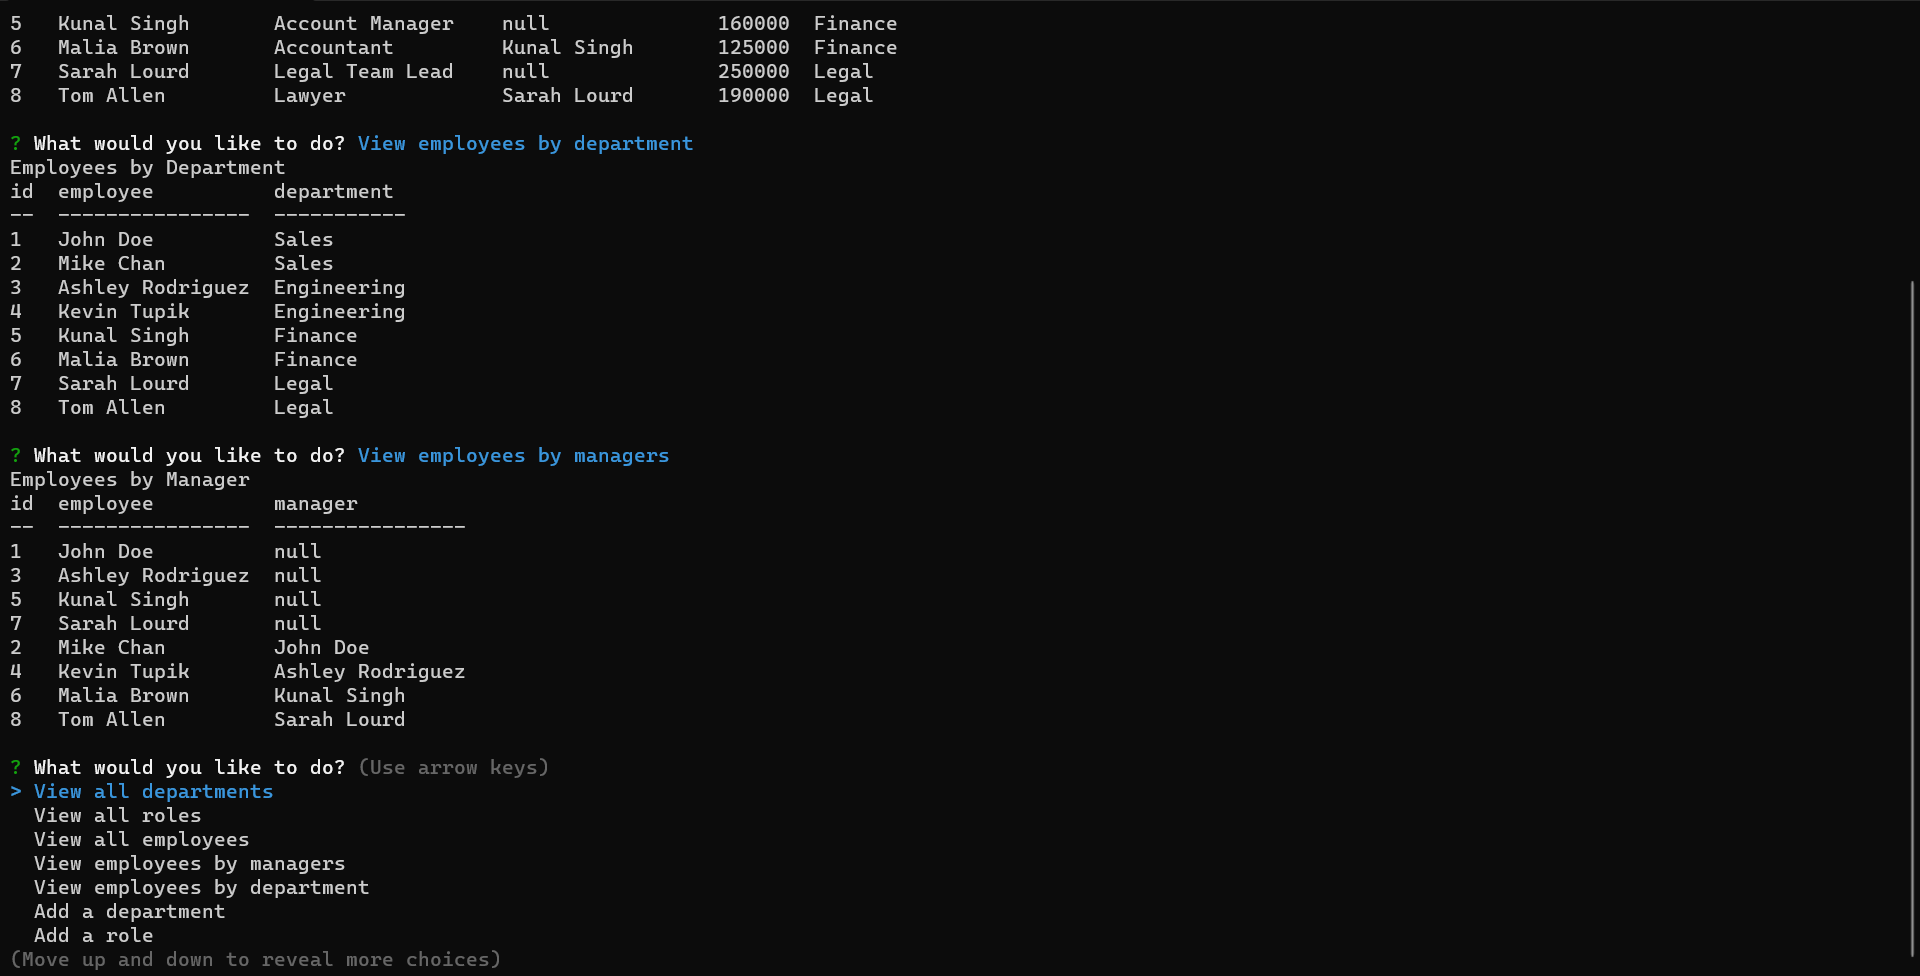 5   Kunal Singh       Account Manager    null              160000  Finance
6   Malia Brown       Accountant         Kunal Singh       125000  Finance
7   Sarah Lourd       Legal Team Lead    null              250000  Legal
8   Tom Allen         Lawyer             Sarah Lourd       190000  Legal
? What would you like to do? View employees by department
Employees by Department
id  employee          department
--  ----------------  -----------
1   John Doe          Sales
2   Mike Chan         Sales
3   Ashley Rodriguez  Engineering
4   Kevin Tupik       Engineering
5   Kunal Singh       Finance
6   Malia Brown       Finance
7   Sarah Lourd       Legal
8   Tom Allen         Legal
? What would you like to do? View employees by managers
Employees by Manager
id  employee          manager
--  ----------------  ----------------
1   John Doe          null
3   Ashley Rodriguez  null
5   Kunal Singh       null
7   Sarah Lourd       null
2   Mike Chan         John Doe
4   Kevin Tupik       Ashley Rodriguez
6   Malia Brown       Kunal Singh
8   Tom Allen         Sarah Lourd
? What would you like to do? (Use arrow keys)
> View all departments
  View all roles
  View all employees
  View employees by managers
  View employees by department
  Add a department
  Add a role
(Move up and down to reveal more choices)